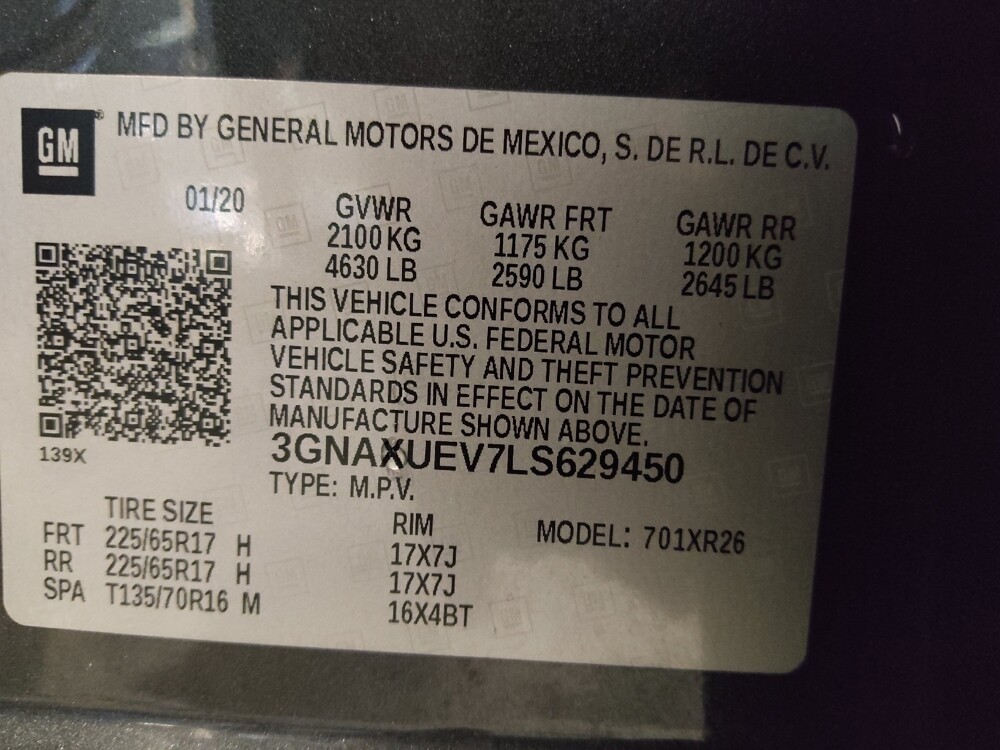 GM® MFD BY GENERAL MOTORS DE MEXICO, S. DE R.L. DE C.V.
01/20
GVWR GAWR FRT GAWR RR
2100 KG 1175 KG 1200 KG
4630 LB 2590 LB 2645 LB
THIS VEHICLE CONFORMS TO ALL
APPLICABLE U.S. FEDERAL MOTOR
VEHICLE SAFETY AND THEFT PREVENTION
STANDARDS IN EFFECT ON THE DATE OF
MANUFACTURE SHOWN ABOVE.
139X
3GNAXUEV7LS629450
TYPE: M.P.V.
TIRE SIZE RIM MODEL: 701XR26
FRT 225/65R17 H 17X7J
RR 225/65R17 H 17X7J
SPA T135/70R16 M 16X4BT